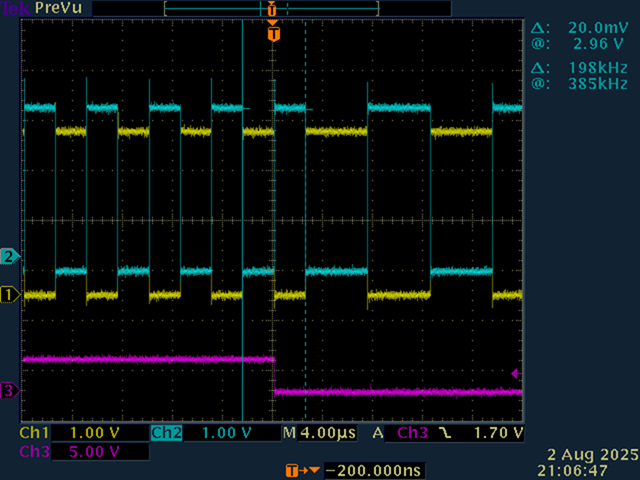 Tek PreVu
T
T
Δ: 20.0mV
@: 2.96 V
Δ: 198kHz
@: 385kHz
2
1
3
Ch1 1.00 V Ch2 1.00 V M 4.00µs A Ch3 1.70 V
Ch3 5.00 V
T -200.000ns
2 Aug 2025
21:06:47